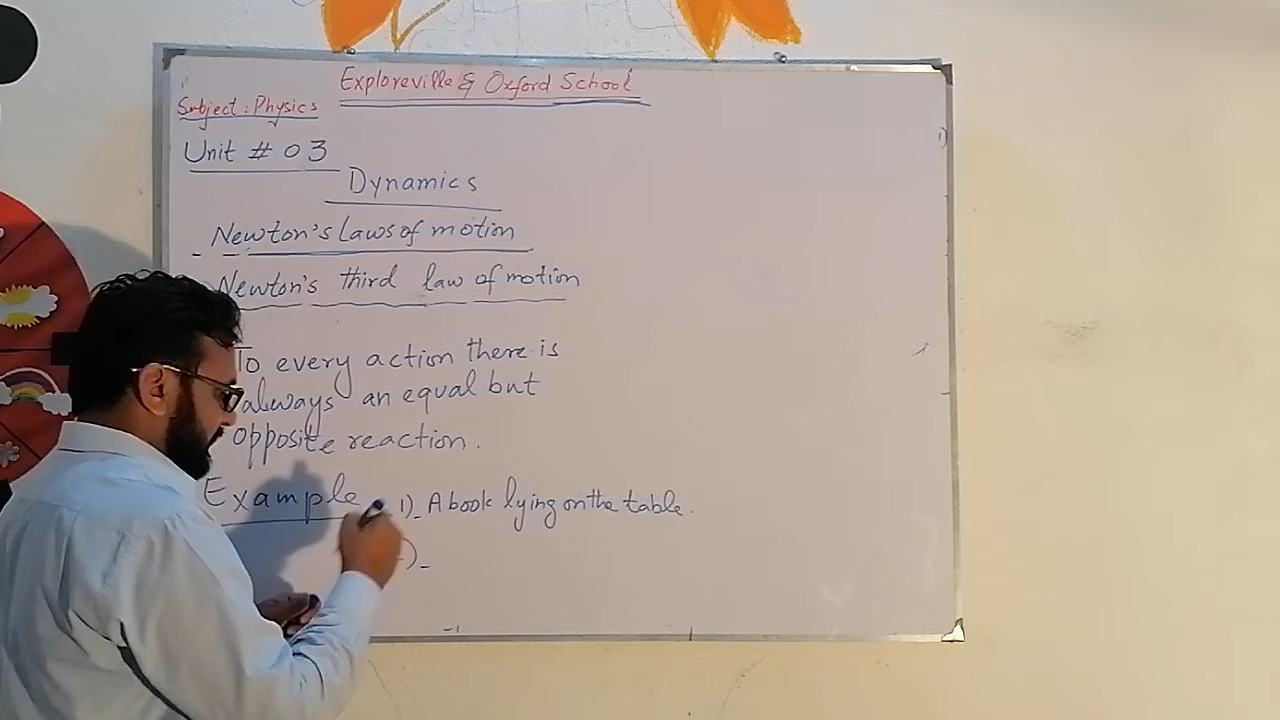 Exploreville & Oxford School
Subject : Physics
Unit # 03
Dynamics
Newton's Laws of motion
Newton's third law of motion
To every action there is
always an equal but
opposite reaction.
Example 1)_ A book lying on the table.
)_